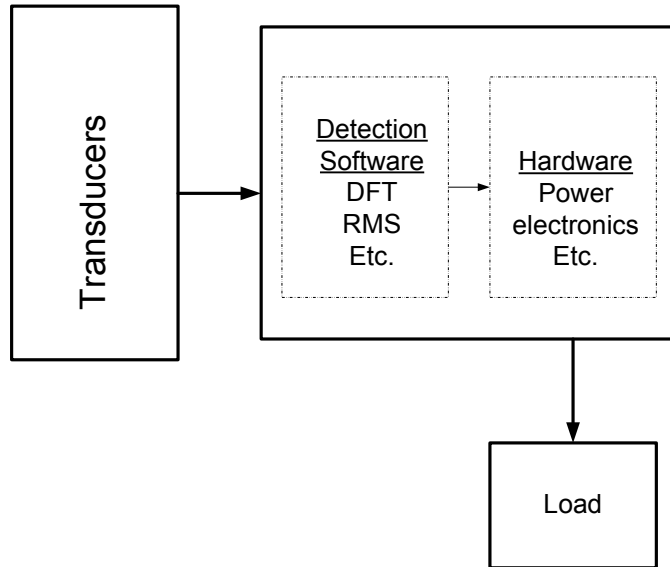 Transducers
Detection
Software
DFT
RMS
Etc.
Hardware
Power
electronics
Etc.
Load